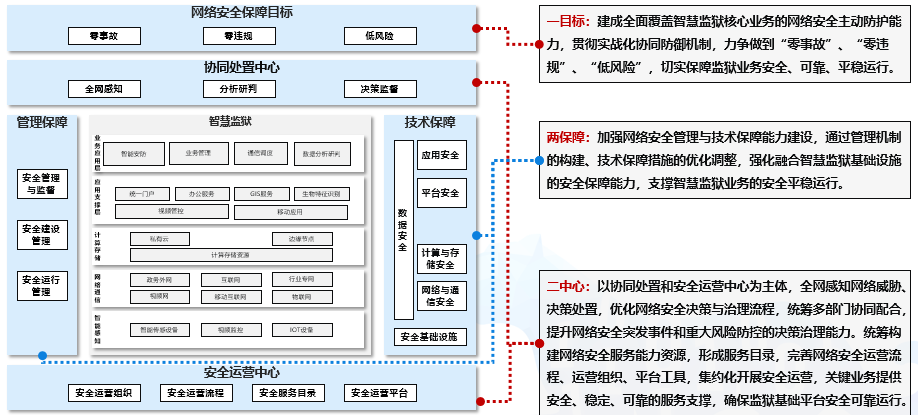 网络安全保障目标
零事故
零违规
低风险
协同处置中心
全网感知
分析研判
决策监督
管理保障
安全管理
与监督
安全建设
管理
安全运行
管理
智慧监狱
业务应用层
智能安防
业务管理
通信调度
数据分析研判
应用支撑层
统一门户
办公服务
GIS服务
生物特征识别
视频管控
移动应用
计算存储
私有云
边缘节点
计算存储资源
网络通信
政务外网
互联网
行业专网
视频网
移动互联网
物联网
智能感知
智能传感设备
视频监控
IOT设备
技术保障
数据安全
应用安全
平台安全
计算与存
储安全
网络与通
信安全
安全基础设施
安全运营中心
安全运营组织
安全运营流程
安全服务目录
安全运营平台
一目标：建成全面覆盖智慧监狱核心业务的网络安全主动防护能
力，贯彻实战化协同防御机制，力争做到“零事故”、“零违
规”、“低风险”，切实保障监狱业务安全、可靠、平稳运行。
两保障：加强网络安全管理与技术保障能力建设，通过管理机制
的构建、技术保障措施的优化调整，强化融合智慧监狱基础设施
的安全保障能力，支撑智慧监狱业务的安全平稳运行。
二中心：以协同处置和安全运营中心为主体，全网感知网络威胁、
决策处置，优化网络安全决策与治理流程，统筹多部门协同配合，
提升网络安全突发事件和重大风险防控的决策治理能力。统筹构
建网络安全服务能力资源，形成服务目录，完善网络安全运营流
程、运营组织、平台工具，集约化开展安全运营，关键业务提供
安全、稳定、可靠的服务支撑，确保监狱基础平台安全可靠运行。